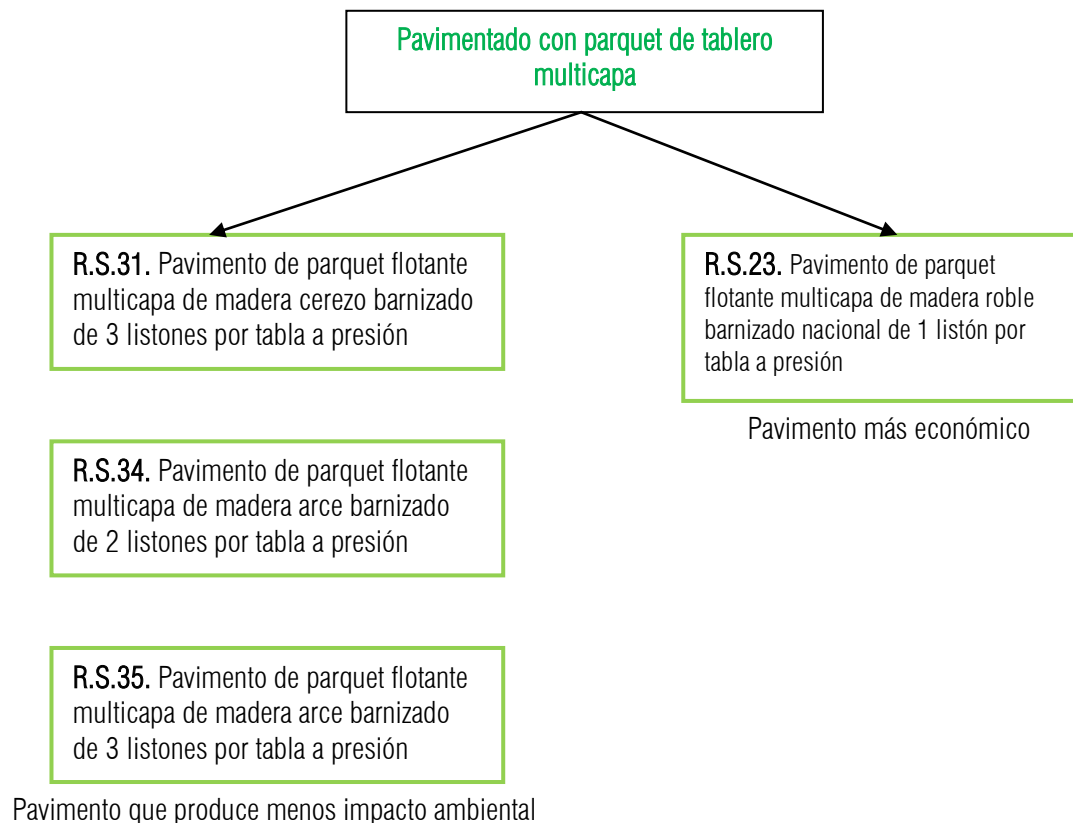 Pavimentado con parquet de tablero
multicapa
R.S.31. Pavimento de parquet flotante
multicapa de madera cerezo barnizado
de 3 listones por tabla a presión
R.S.34. Pavimento de parquet flotante
multicapa de madera arce barnizado
de 2 listones por tabla a presión
R.S.35. Pavimento de parquet flotante
multicapa de madera arce barnizado
de 3 listones por tabla a presión
Pavimento que produce menos impacto ambiental
R.S.23. Pavimento de parquet
flotante multicapa de madera roble
barnizado nacional de 1 listón por
tabla a presión
Pavimento más económico